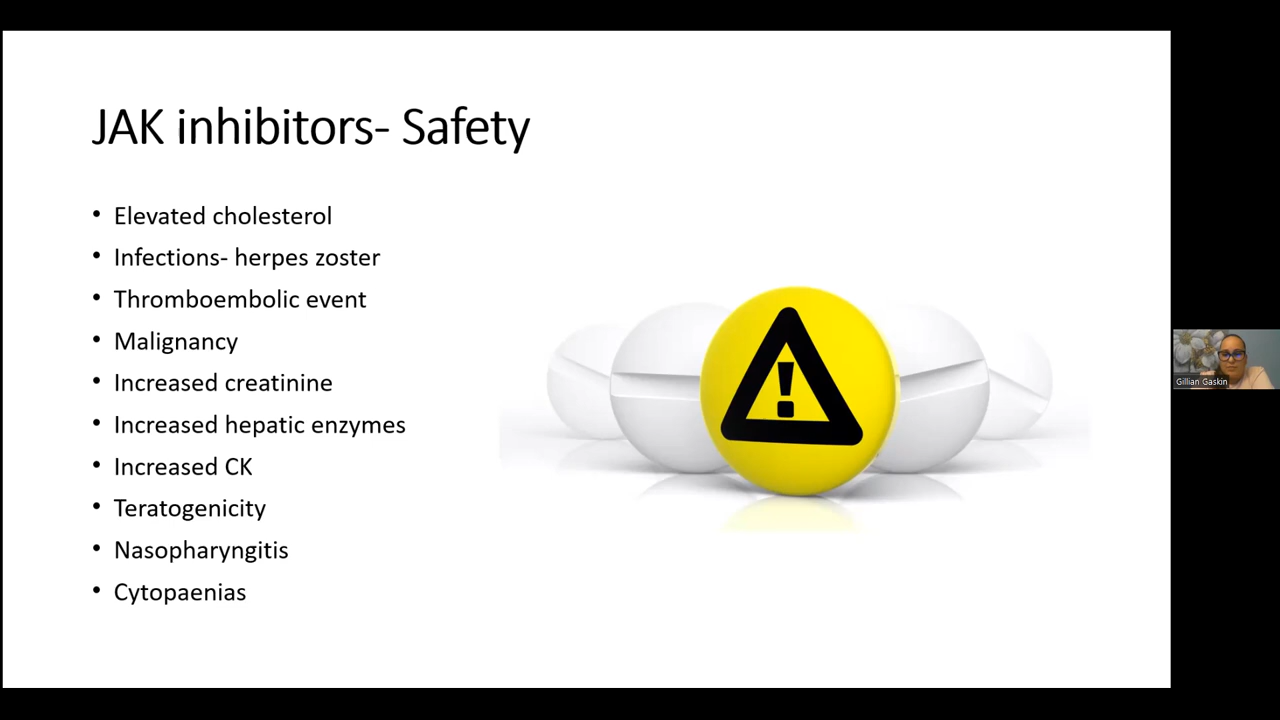 JAK inhibitors- Safety
• Elevated cholesterol
• Infections- herpes zoster
• Thromboembolic event
• Malignancy
• Increased creatinine
• Increased hepatic enzymes
• Increased CK
• Teratogenicity
• Nasopharyngitis
• Cytopaenias
!
Gillian Gaskin